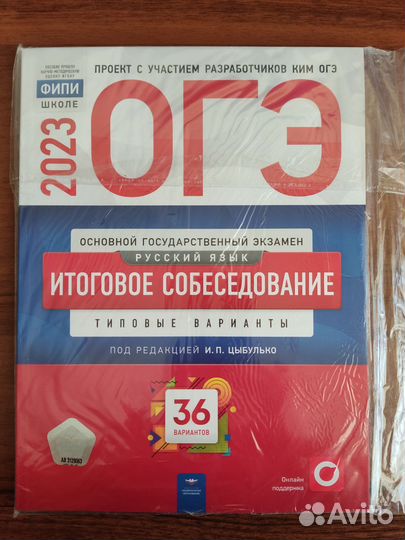 ПРОЕКТ С УЧАСТИЕМ РАЗРАБОТЧИКОВ КИМ ОГЭ
ФИПИ
ШКОЛЕ
2023
ОГЭ
ОСНОВНОЙ ГОСУДАРСТВЕННЫЙ ЭКЗАМЕН
РУССКИЙ ЯЗЫК
ИТОГОВОЕ СОБЕСЕДОВАНИЕ
ТИПОВЫЕ ВАРИАНТЫ
ПОД РЕДАКЦИЕЙ И. П. ЦЫБУЛЬКО
36
ВАРИАНТОВ
Онлайн
поддержка
Avito